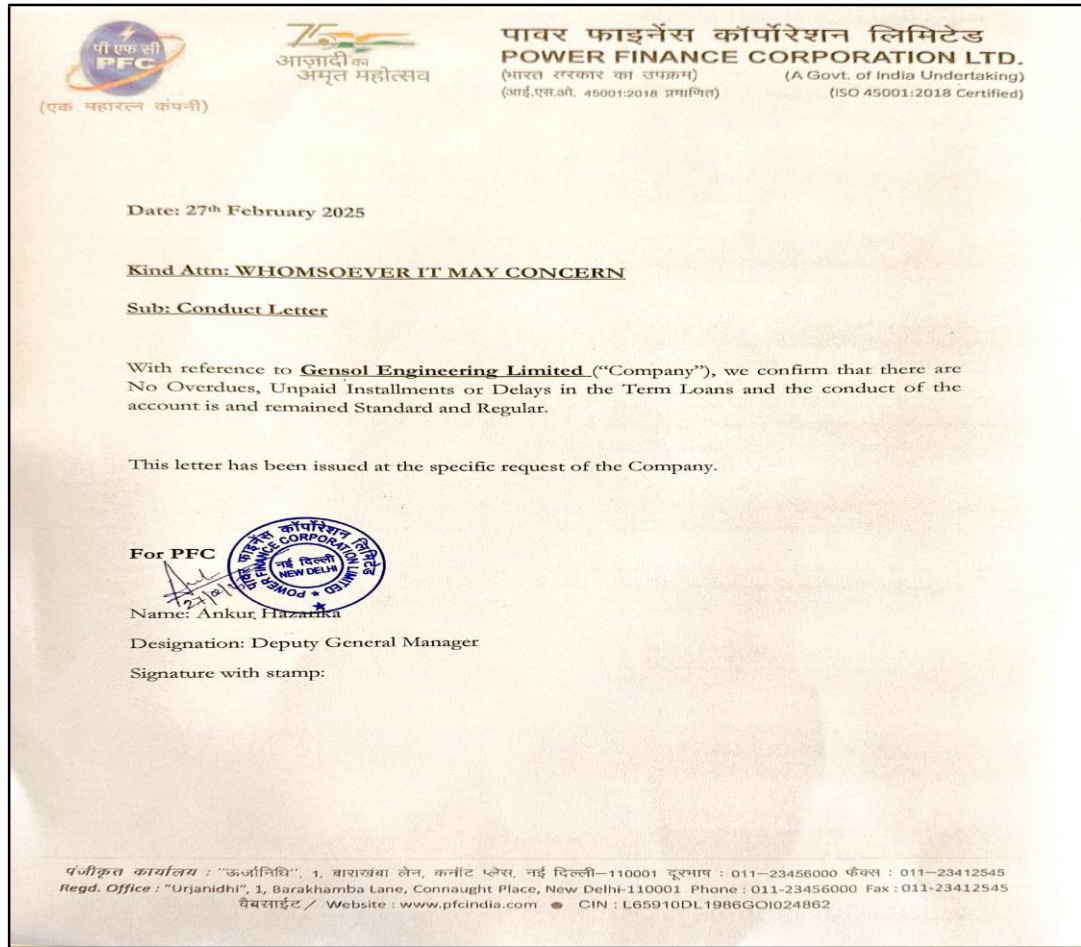 पी एफ सी
PFC
(एक महारत्न कंपनी)
75
आज़ादी का
अमृत महोत्सव
पावर फाइनेंस कॉर्पोरेशन लिमिटेड
POWER FINANCE CORPORATION LTD.
(भारत सरकार का उपक्रम) (A Govt. of India Undertaking)
(आई.एस.ओ. 45001:2018 प्रमाणित) (ISO 45001:2018 Certified)
Date: 27th February 2025
Kind Attn: WHOMSOEVER IT MAY CONCERN
Sub: Conduct Letter
With reference to Gensol Engineering Limited (“Company”), we confirm that there are
No Overdues, Unpaid Installments or Delays in the Term Loans and the conduct of the
account is and remained Standard and Regular.
This letter has been issued at the specific request of the Company.
For PFC
पावर फाइनेंस कॉर्पोरेशन लिमिटेड
POWER FINANCE CORPORATION LIMITED
नई दिल्ली
NEW DELHI
Name: Ankur Hazarika
Designation: Deputy General Manager
Signature with stamp:
पंजीकृत कार्यालय : "ऊर्जानिधि", 1, बाराखंबा लेन, कनॉट प्लेस, नई दिल्ली–110001 दूरभाष : 011–23456000 फैक्स : 011–23412545
Regd. Office : "Urjanidhi", 1, Barakhamba Lane, Connaught Place, New Delhi-110001 Phone : 011-23456000 Fax : 011-23412545
वैबसाईट / Website : www.pfcindia.com ● CIN : L65910DL1986GOI024862